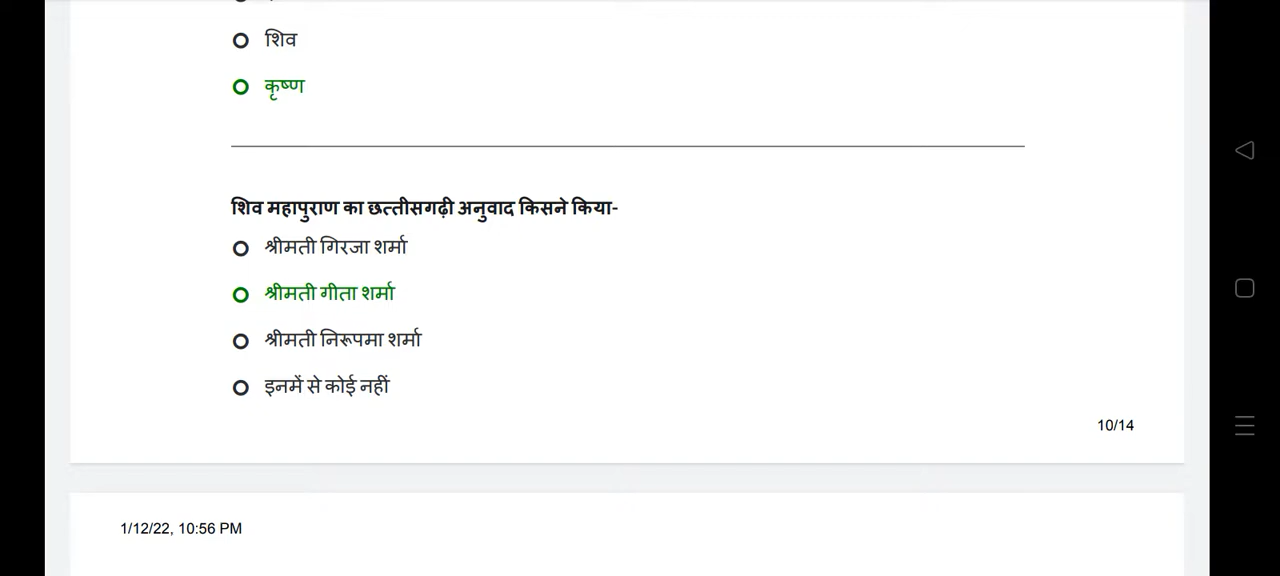 शिव
कृष्ण
शिव महापुराण का छत्तीसगढ़ी अनुवाद किसने किया-
श्रीमती गिरजा शर्मा
श्रीमती गीता शर्मा
श्रीमती निरूपमा शर्मा
इनमें से कोई नहीं
10/14
1/12/22, 10:56 PM